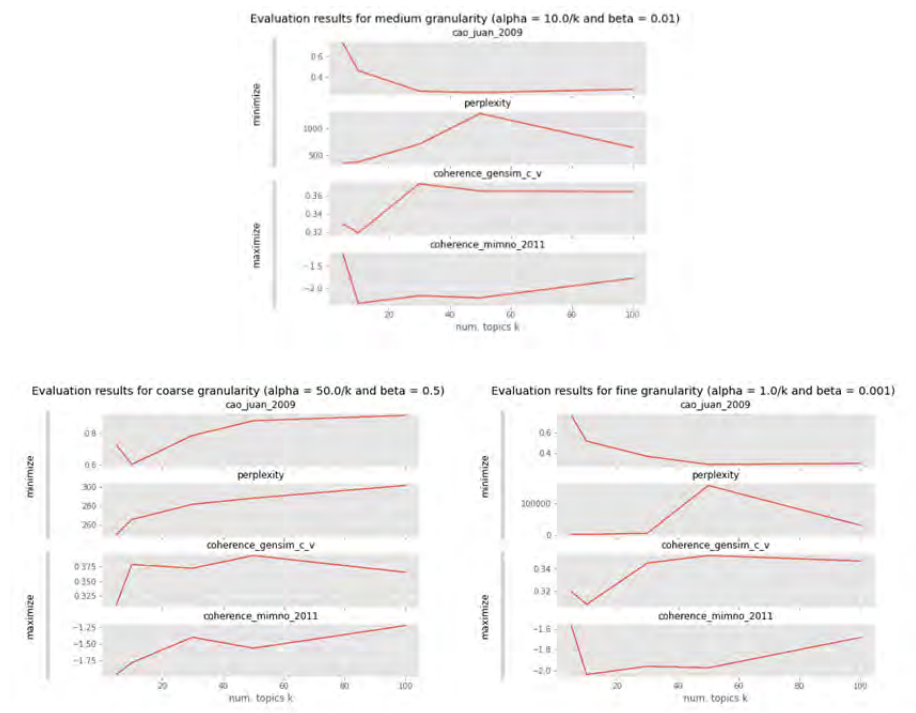 Evaluation results for medium granularity (alpha = 10.0/k and beta = 0.01)
cao_juan_2009
0.6
0.4
minimize
perplexity
1000
500
coherence_gensim_c_v
0.36
0.34
0.32
maximize
coherence_mimno_2011
−1.5
−2.0
20 40 60 80 100
num. topics k
Evaluation results for coarse granularity (alpha = 50.0/k and beta = 0.5)
cao_juan_2009
0.8
0.6
minimize
perplexity
300
280
260
coherence_gensim_c_v
0.375
0.350
0.325
maximize
coherence_mimno_2011
−1.25
−1.50
−1.75
20 40 60 80 100
num. topics k
Evaluation results for fine granularity (alpha = 1.0/k and beta = 0.001)
cao_juan_2009
0.6
0.4
minimize
perplexity
100000
0
coherence_gensim_c_v
0.34
0.32
maximize
coherence_mimno_2011
−1.6
−1.8
−2.0
20 40 60 80 100
num. topics k